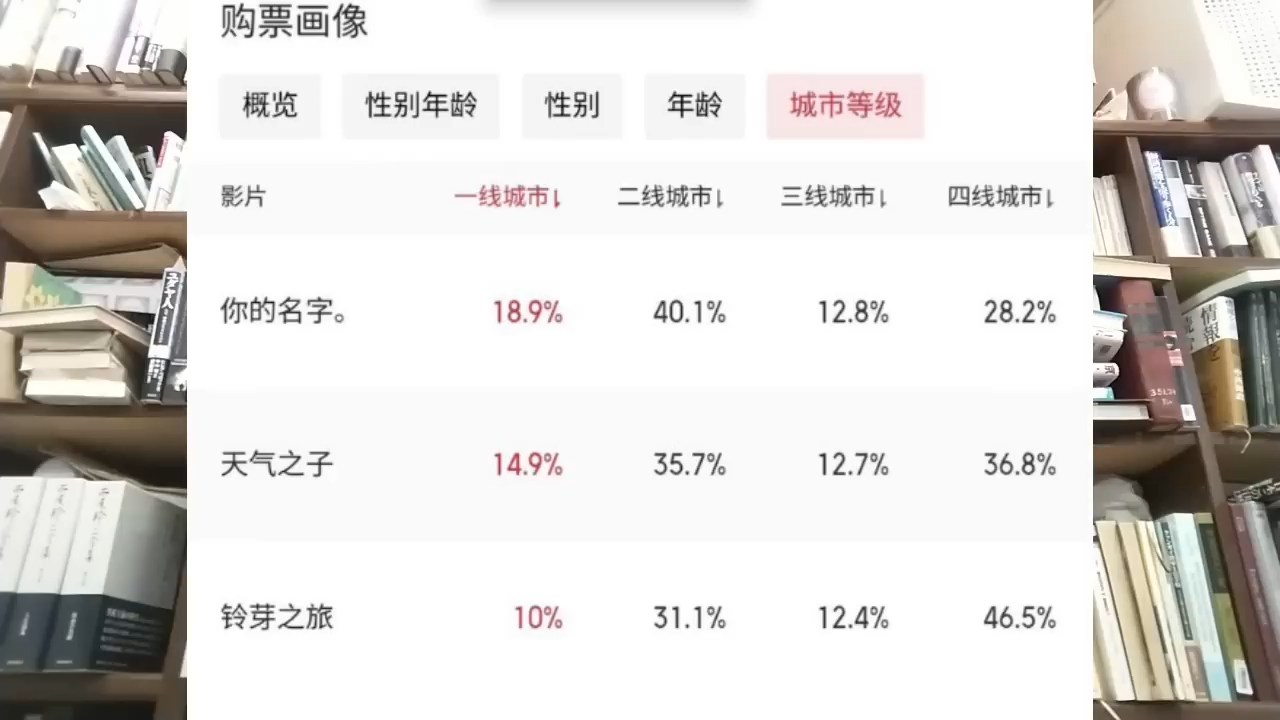 购票画像
概览 性别年龄 性别 年龄 城市等级
影片 一线城市↓ 二线城市↓ 三线城市↓ 四线城市↓
你的名字。 18.9% 40.1% 12.8% 28.2%
天气之子 14.9% 35.7% 12.7% 36.8%
铃芽之旅 10% 31.1% 12.4% 46.5%
情報を